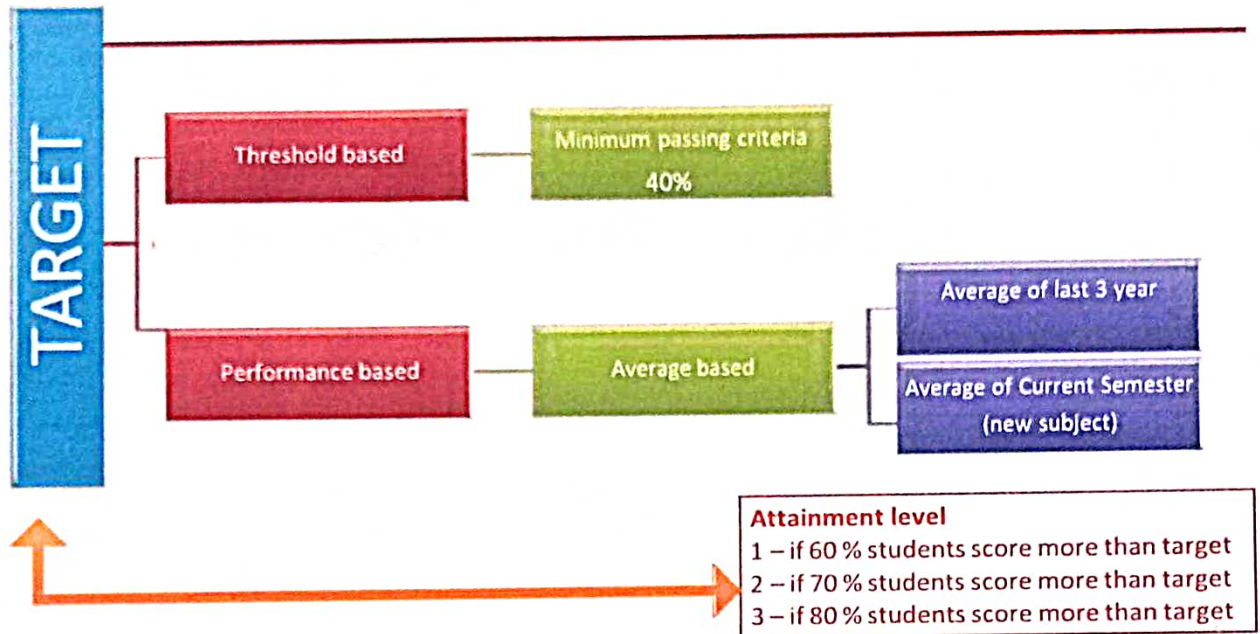 TARGET
Threshold based
Minimum passing criteria
40%
Performance based
Average based
Average of last 3 year
Average of Current Semester
(new subject)
Attainment level
1 – if 60 % students score more than target
2 – if 70 % students score more than target
3 – if 80 % students score more than target